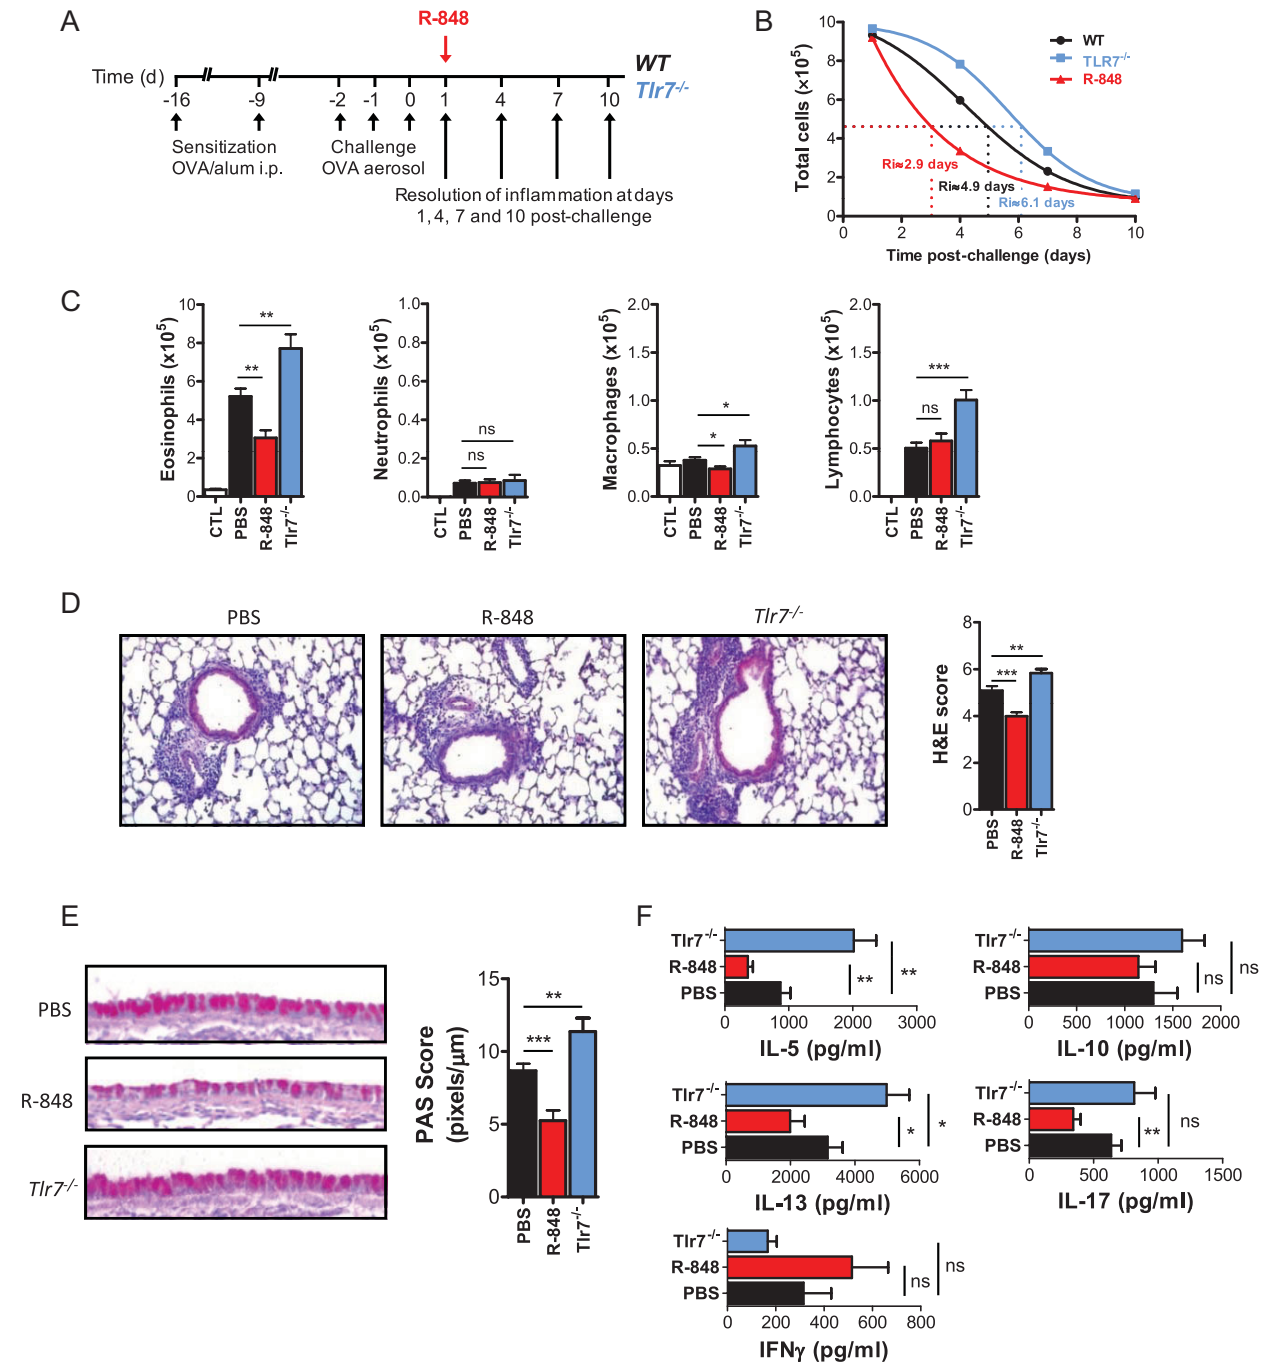 A
R-848
Time (d)
-16 -9 -2 -1 0 1 4 7 10
WT
Tlr7-/-
Sensitization
OVA/alum i.p.
Challenge
OVA aerosol
Resolution of inflammation at days
1, 4, 7 and 10 post-challenge
B
Total cells (×10⁵)
10
8
6
4
2
0
WT
TLR7-/-
R-848
Ri≈2.9 days
Ri≈4.9 days
Ri≈6.1 days
0 2 4 6 8 10
Time post-challenge (days)
C
Eosinophils (x10⁵)
10
8
6
4
2
0
**
**
CTL
PBS
R-848
Tlr7-/-
Neutrophils (x10⁵)
1.0
0.8
0.6
0.4
0.2
0.0
ns
ns
CTL
PBS
R-848
Tlr7-/-
Macrophages (x10⁵)
2.0
1.5
1.0
0.5
0.0
*
*
CTL
PBS
R-848
Tlr7-/-
Lymphocytes (x10⁵)
2.0
1.5
1.0
0.5
0.0
***
ns
CTL
PBS
R-848
Tlr7-/-
D
PBS
R-848
Tlr7-/-
H&E score
8
6
4
2
0
**
***
PBS
R-848
Tlr7-/-
E
PBS
R-848
Tlr7-/-
PAS Score
(pixels/µm)
15
10
5
0
**
***
PBS
R-848
Tlr7-/-
F
Tlr7-/-
R-848
PBS
** **
0 1000 2000 3000
IL-5 (pg/ml)
Tlr7-/-
R-848
PBS
ns ns
0 500 1000 1500 2000
IL-10 (pg/ml)
Tlr7-/-
R-848
PBS
* *
0 2000 4000 6000
IL-13 (pg/ml)
Tlr7-/-
R-848
PBS
** ns
0 500 1000 1500
IL-17 (pg/ml)
Tlr7-/-
R-848
PBS
ns ns
0 200 400 600 800
IFNγ (pg/ml)